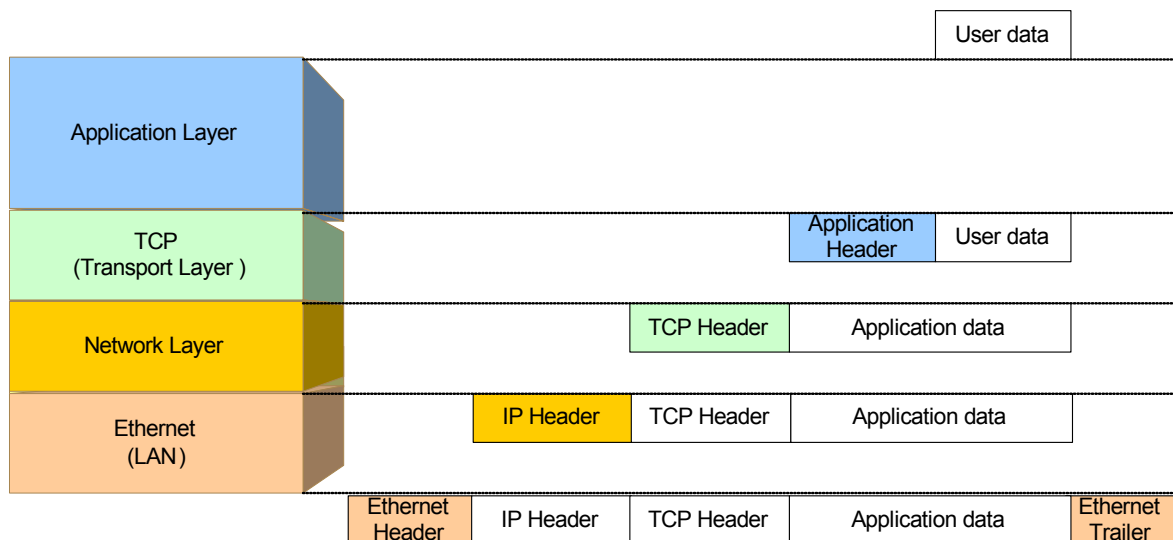 User data
Application Layer
TCP
(Transport Layer )
Application
Header
User data
Network Layer
TCP Header
Application data
Ethernet
(LAN)
IP Header
TCP Header
Application data
Ethernet
Header
IP Header
TCP Header
Application data
Ethernet
Trailer